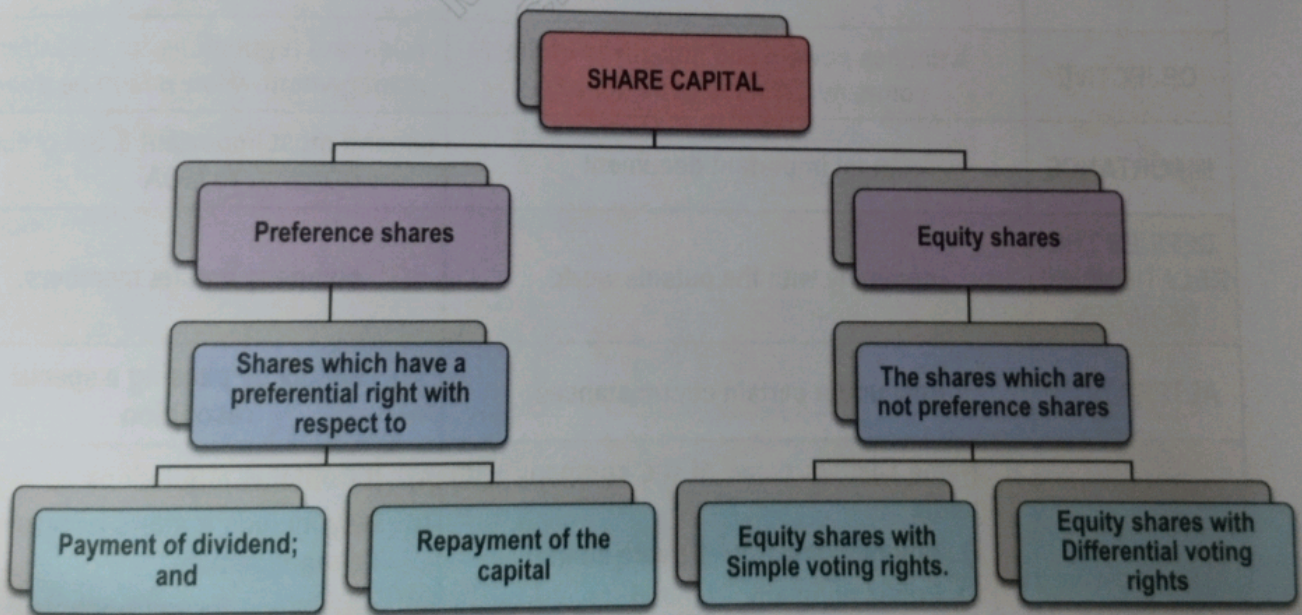 SHARE CAPITAL
Preference shares
Equity shares
Shares which have a
preferential right with
respect to
The shares which are
not preference shares
Payment of dividend;
and
Repayment of the
capital
Equity shares with
Simple voting rights.
Equity shares with
Differential voting
rights